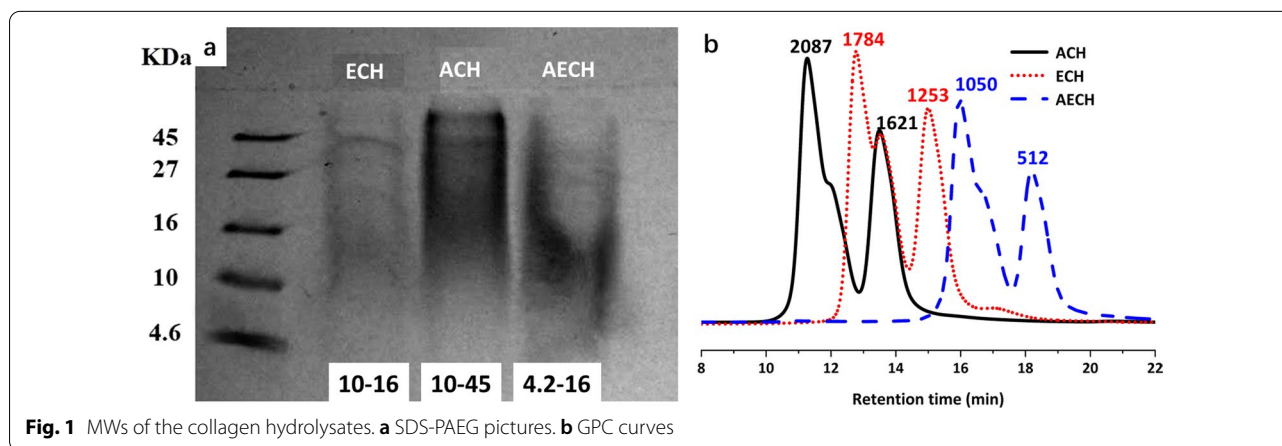 KDa
a
ECH
ACH
AECH
45
27
16
10
4.6
10-16
10-45
4.2-16
b
2087
1784
1253
1621
1050
512
ACH
ECH
AECH
8 10 12 14 16 18 20 22
Retention time (min)
Fig. 1 MWs of the collagen hydrolysates. a SDS-PAEG pictures. b GPC curves